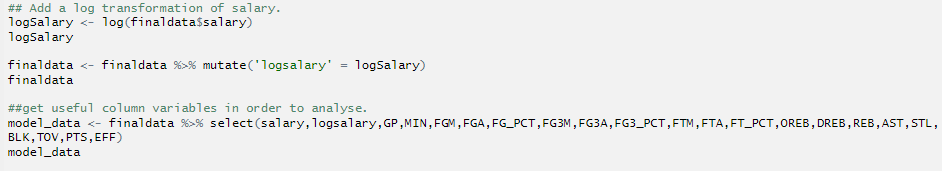 ## Add a log transformation of salary.
logSalary <- log(finaldata$salary)
logSalary
finaldata <- finaldata %>% mutate('logsalary' = logSalary)
finaldata
##get useful column variables in order to analyse.
model_data <- finaldata %>% select(salary,logsalary,GP,MIN,FGM,FGA,FG_PCT,FG3M,FG3A,FG3_PCT,FTM,FTA,FT_PCT,OREB,DREB,REB,AST,STL,
BLK,TOV,PTS,EFF)
model_data